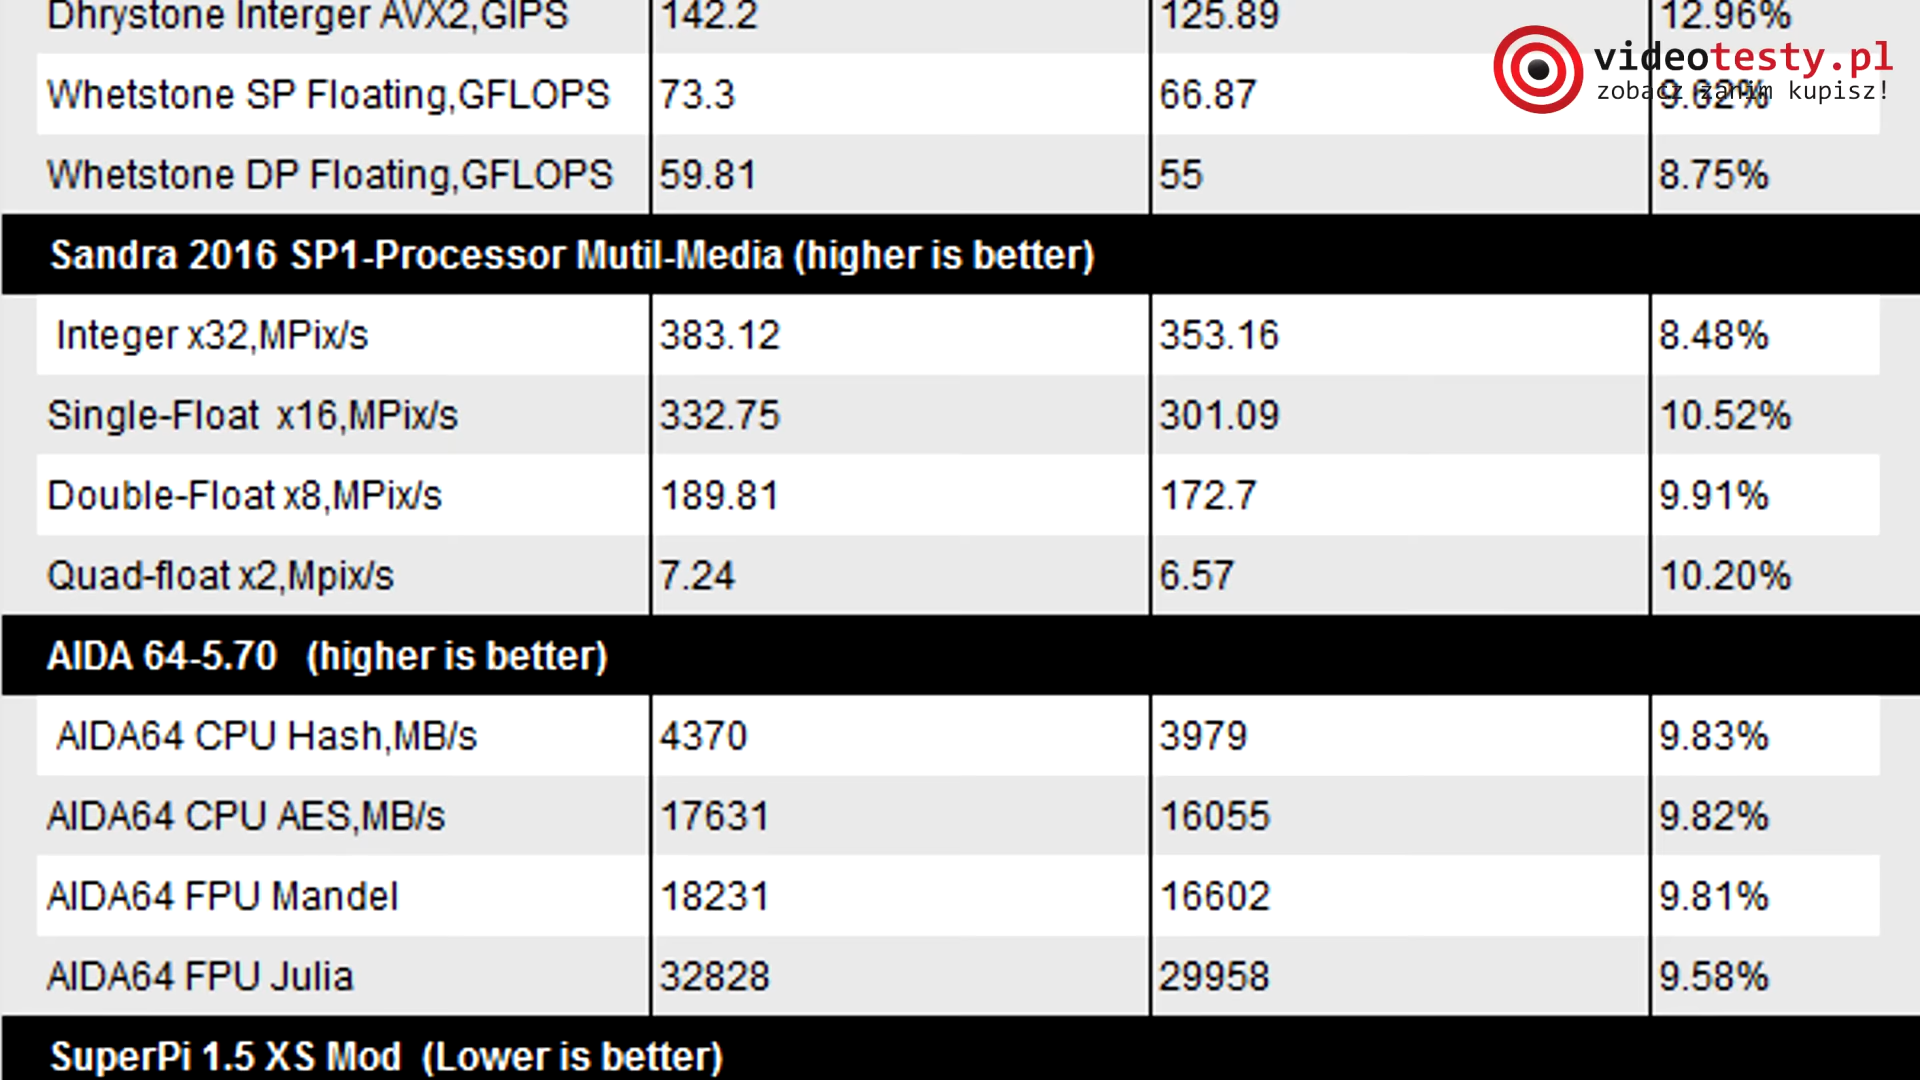 Dhrystone Interger AVX2,GIPS 142.2 125.89 12.96%
videotesty.pl
Whetstone SP Floating,GFLOPS 73.3 66.87 9.62%
zobacz zanim kupisz!
Whetstone DP Floating,GFLOPS 59.81 55 8.75%
Sandra 2016 SP1-Processor Mutil-Media (higher is better)
Integer x32,MPix/s 383.12 353.16 8.48%
Single-Float x16,MPix/s 332.75 301.09 10.52%
Double-Float x8,MPix/s 189.81 172.7 9.91%
Quad-float x2,Mpix/s 7.24 6.57 10.20%
AIDA 64-5.70 (higher is better)
AIDA64 CPU Hash,MB/s 4370 3979 9.83%
AIDA64 CPU AES,MB/s 17631 16055 9.82%
AIDA64 FPU Mandel 18231 16602 9.81%
AIDA64 FPU Julia 32828 29958 9.58%
SuperPi 1.5 XS Mod (Lower is better)